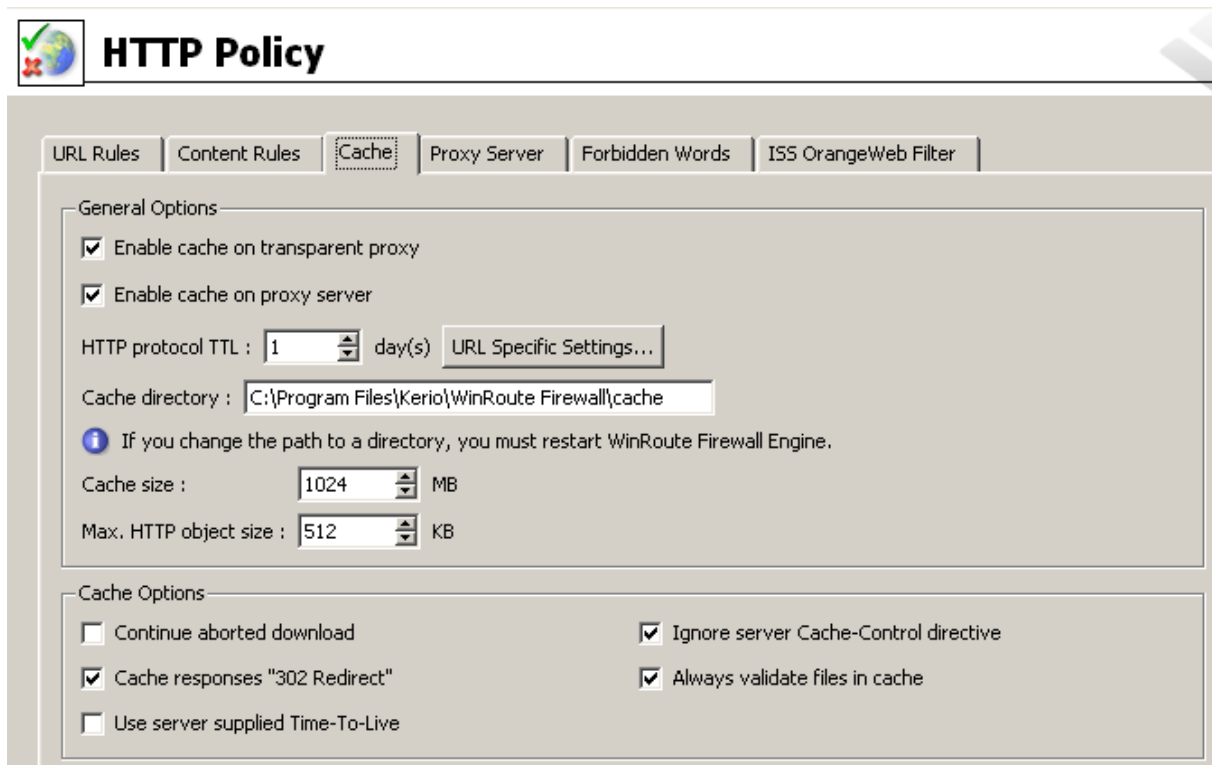 HTTP Policy
URL Rules Content Rules Cache Proxy Server Forbidden Words ISS OrangeWeb Filter
General Options
Enable cache on transparent proxy
Enable cache on proxy server
HTTP protocol TTL : 1 day(s) URL Specific Settings...
Cache directory : C:\Program Files\Kerio\WinRoute Firewall\cache
If you change the path to a directory, you must restart WinRoute Firewall Engine.
Cache size : 1024 MB
Max. HTTP object size : 512 KB
Cache Options
Continue aborted download Ignore server Cache-Control directive
Cache responses "302 Redirect" Always validate files in cache
Use server supplied Time-To-Live